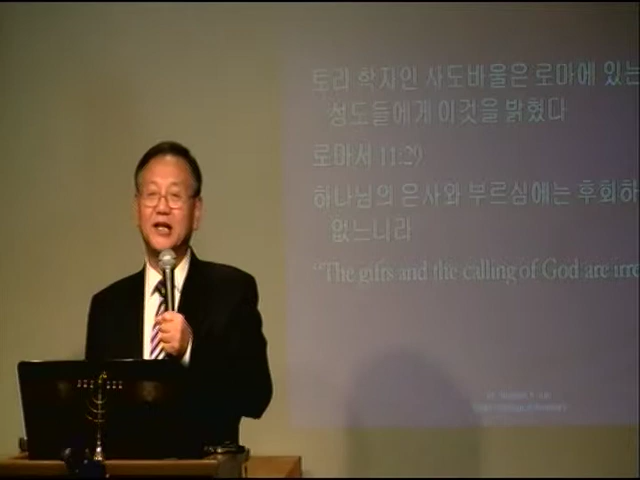 토라 학자인 사도바울은 로마에 있는
성도들에게 이것을 밝혔다
로마서 11:29
하나님의 은사와 부르심에는 후회하
없느니라
"The gifts and the calling of God are irre